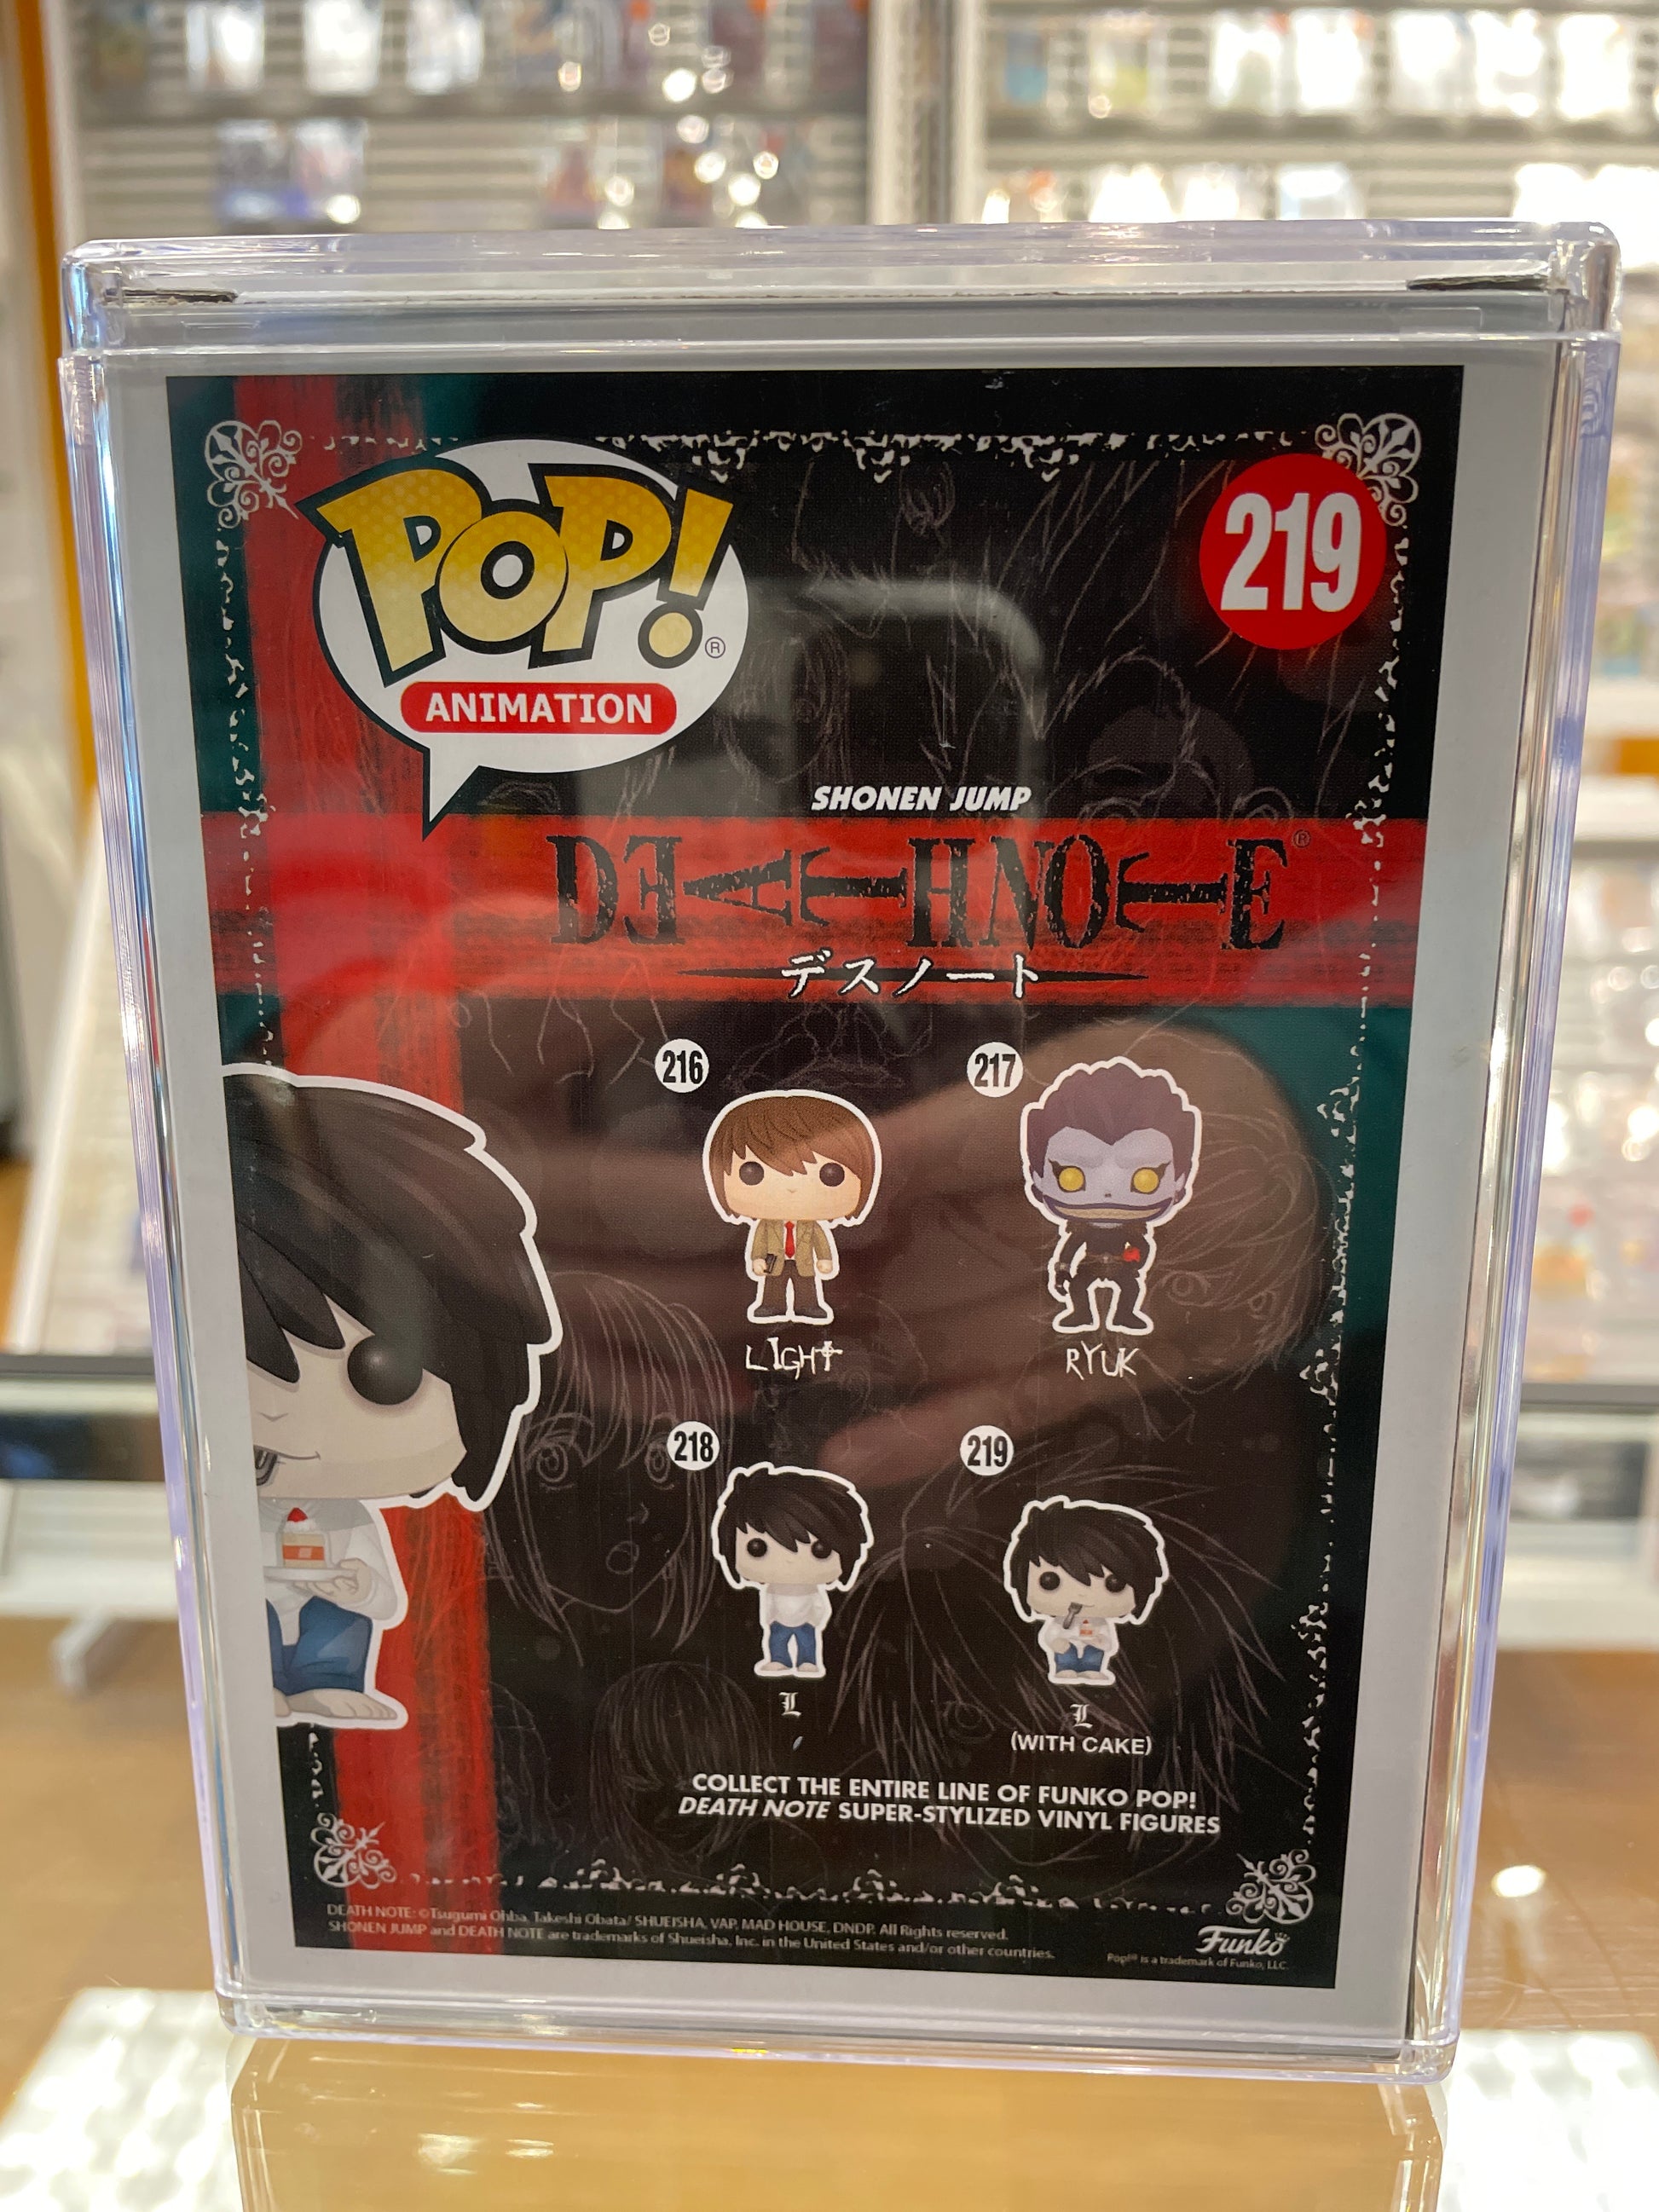 POP!®
ANIMATION
219
SHONEN JUMP
DEATH NOTE®
デスノート
216
217
LIGHT
RYUK
218
219
L
L
(WITH CAKE)
COLLECT THE ENTIRE LINE OF FUNKO POP!
DEATH NOTE SUPER-STYLIZED VINYL FIGURES
DEATH NOTE: ©Tsugumi Ohba, Takeshi Obata/ SHUEISHA, VAP, MAD HOUSE, DNDP. All Rights reserved.
SHONEN JUMP and DEATH NOTE are trademarks of Shueisha, Inc. in the United States and/or other countries.
Funko
Pop!® is a trademark of Funko, LLC.